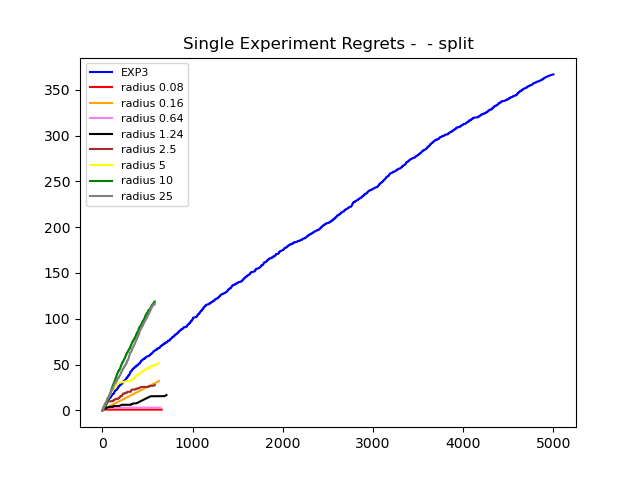 Single Experiment Regrets -  - split
EXP3
radius 0.08
radius 0.16
radius 0.64
radius 1.24
radius 2.5
radius 5
radius 10
radius 25
350
300
250
200
150
100
50
0
0 1000 2000 3000 4000 5000